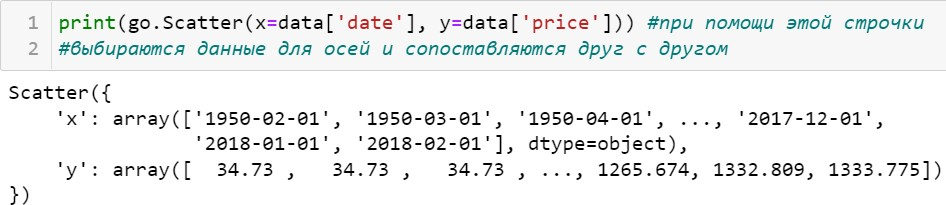 1 print(go.Scatter(x=data['date'], y=data['price'])) #при помощи этой строчки
2 #выбираются данные для осей и сопоставляются друг с другом
Scatter({
    'x': array(['1950-02-01', '1950-03-01', '1950-04-01', ..., '2017-12-01',
                '2018-01-01', '2018-02-01'], dtype=object),
    'y': array([  34.73 ,   34.73 ,   34.73 , ..., 1265.674, 1332.809, 1333.775])
})